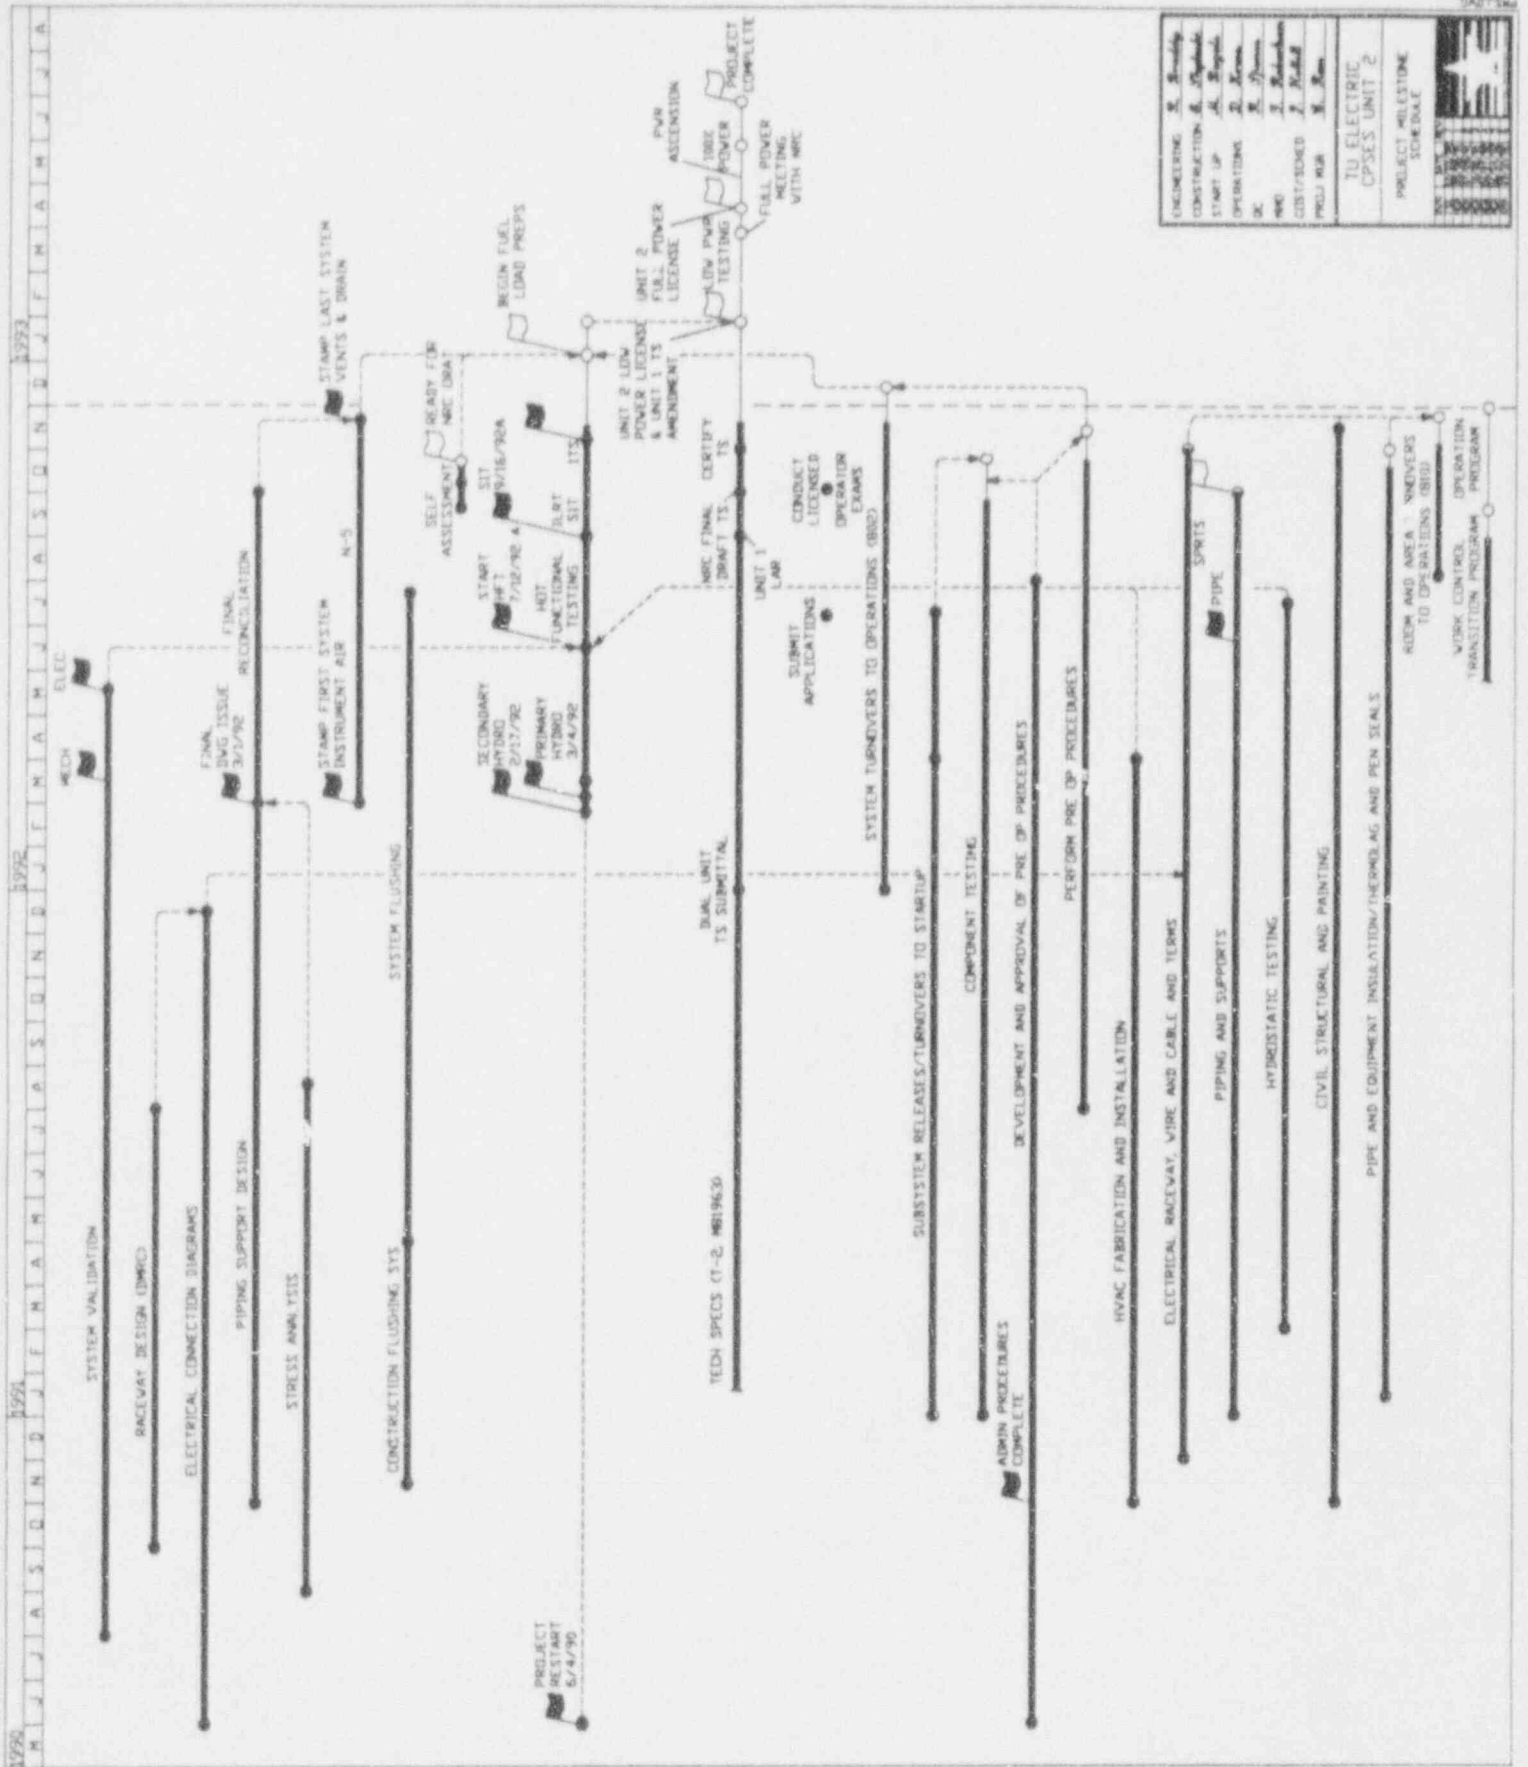 1990
1991
1992
1993
M J J A S O N D J F M A M J J A S O N D J F M A M J J A S O N D J F M A M J J A
MECH
ELEC
SYSTEM VALIDATION
RACEWAY DESIGN (DMRC)
ELECTRICAL CONNECTION DIAGRAMS
FINAL
DWG ISSUE
3/1/92
FINAL
RECONCILIATION
PIPING SUPPORT DESIGN
STRESS ANALYSIS
STAMP FIRST SYSTEM
INSTRUMENT AIR
N-5
STAMP LAST SYSTEM
VENTS & DRAIN
CONSTRUCTION FLUSHING SYS
SYSTEM FLUSHING
SELF
ASSESSMENT
READY FOR
NRC ORAT
PROJECT
RESTART
6/4/90
SECONDARY
HYDRO
2/17/92
PRIMARY
HYDRO
3/4/92
START
HFT
7/12/92 A
HOT
FUNCTIONAL
TESTING
SIT
9/16/92A
ILRT
SIT
ITS
BEGIN FUEL
LOAD PREPS
UNIT 2 LOW
POWER LICENSE
& UNIT 1 TS
AMENDMENT
UNIT 2
FULL POWER
LICENSE
LOW PWR
TESTING
100%
POWER
PWR
ASCENSION
PROJECT
COMPLETE
FULL POWER
MEETING
WITH NRC
TECH SPECS
DUAL UNIT
TS SUBMITTAL
NRC FINAL
DRAFT TS
CERTIFY
TS
UNIT 1
LAR
SUBMIT
APPLICATIONS
CONDUCT
LICENSED
OPERATOR
EXAMS
SYSTEM TURNOVERS TO OPERATIONS (B02)
SUBSYSTEM RELEASES/TURNOVERS TO STARTUP
COMPONENT TESTING
ADMIN PROCEDURES
COMPLETE
DEVELOPMENT AND APPROVAL OF PRE OP PROCEDURES
PERFORM PRE OP PROCEDURES
HVAC FABRICATION AND INSTALLATION
ELECTRICAL RACEWAY, WIRE AND CABLE AND TERMS
SPRTS
PIPE
PIPING AND SUPPORTS
HYDROSTATIC TESTING
CIVIL STRUCTURAL AND PAINTING
PIPE AND EQUIPMENT INSULATION/THERMOLAG AND PEN SEALS
ROOM AND AREA
TO OPERATIONS
WORK CONTROL
TRANSITION PROGRAM
OPERATION
PROGRAM
ENGINEERING
CONSTRUCTION
START UP
OPERATIONS
QC
COST/SCHED
PROJ MGR
TU ELECTRIC
CPSES UNIT 2
PROJECT MILESTONE
SCHEDULE